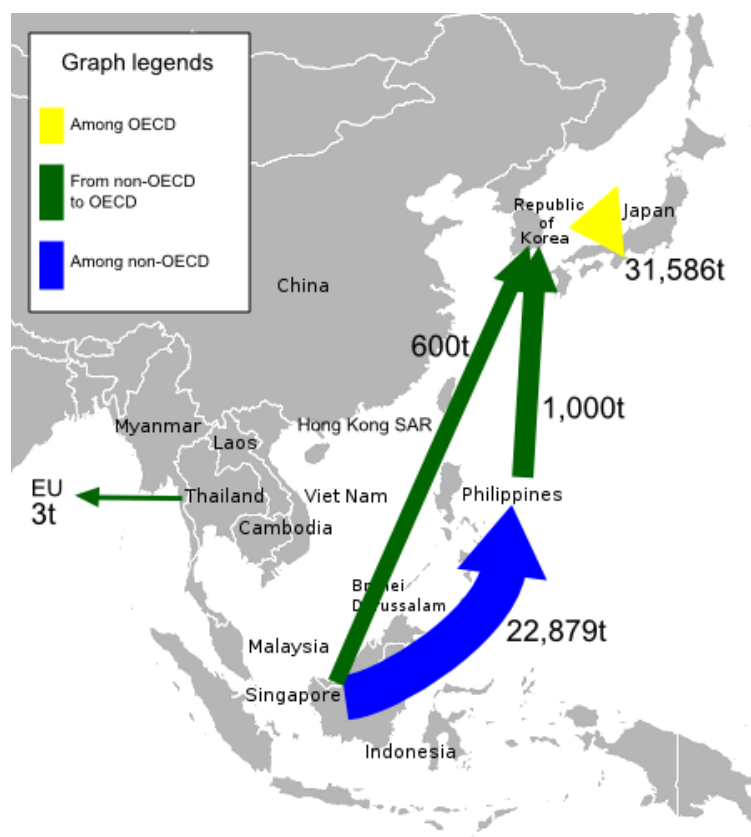 Graph legends
Among OECD
From non-OECD
to OECD
Among non-OECD
Republic
of
Korea
Japan
31,586t
China
600t
1,000t
Myanmar
Hong Kong SAR
Laos
EU
3t
Thailand
Viet Nam
Philippines
Cambodia
Brunei
Darussalam
22,879t
Malaysia
Singapore
Indonesia